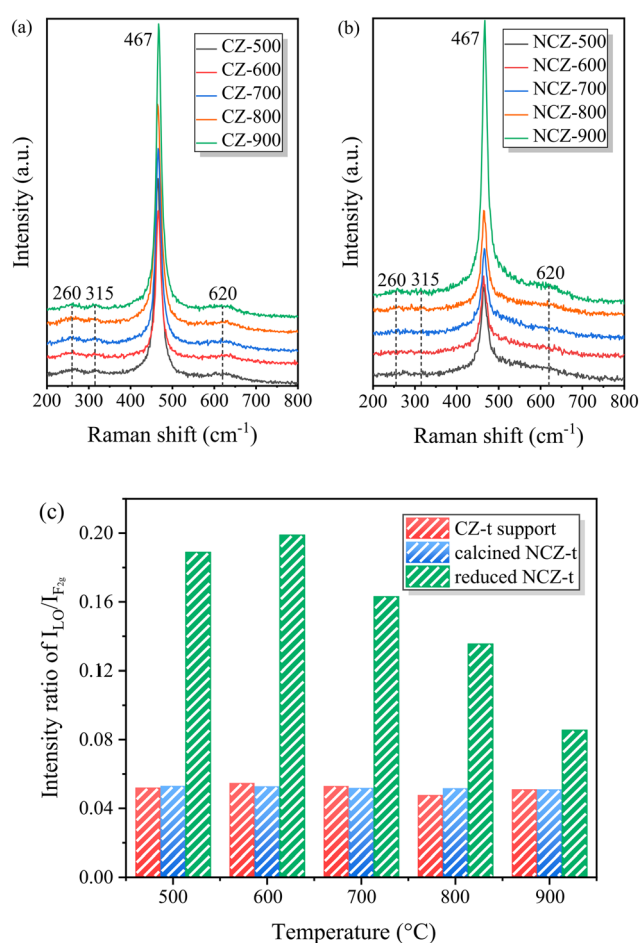 (a)
467
CZ-500
CZ-600
CZ-700
CZ-800
CZ-900
260 315
620
Intensity (a.u.)
200 300 400 500 600 700 800
Raman shift (cm⁻¹)
(b)
467
NCZ-500
NCZ-600
NCZ-700
NCZ-800
NCZ-900
260 315
620
Intensity (a.u.)
200 300 400 500 600 700 800
Raman shift (cm⁻¹)
(c)
CZ-t support
calcined NCZ-t
reduced NCZ-t
0.20
0.16
0.12
0.08
0.04
0.00
Intensity ratio of I_LO/I_F₂g
500 600 700 800 900
Temperature (°C)